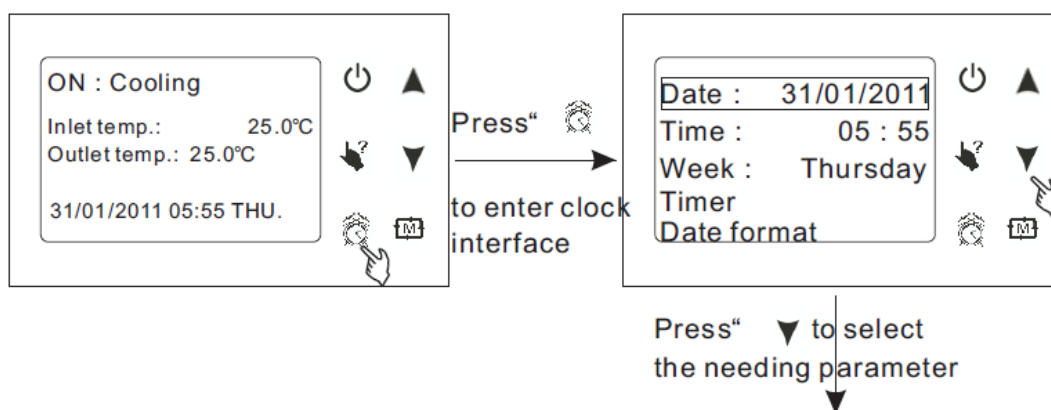 ON : Cooling
Inlet temp.: 25.0℃
Outlet temp.: 25.0℃
31/01/2011 05:55 THU.
?
M
Press“
to enter clock
interface
Date : 31/01/2011
Time : 05 : 55
Week : Thursday
Timer
Date format
?
M
Press“ to select
the needing parameter